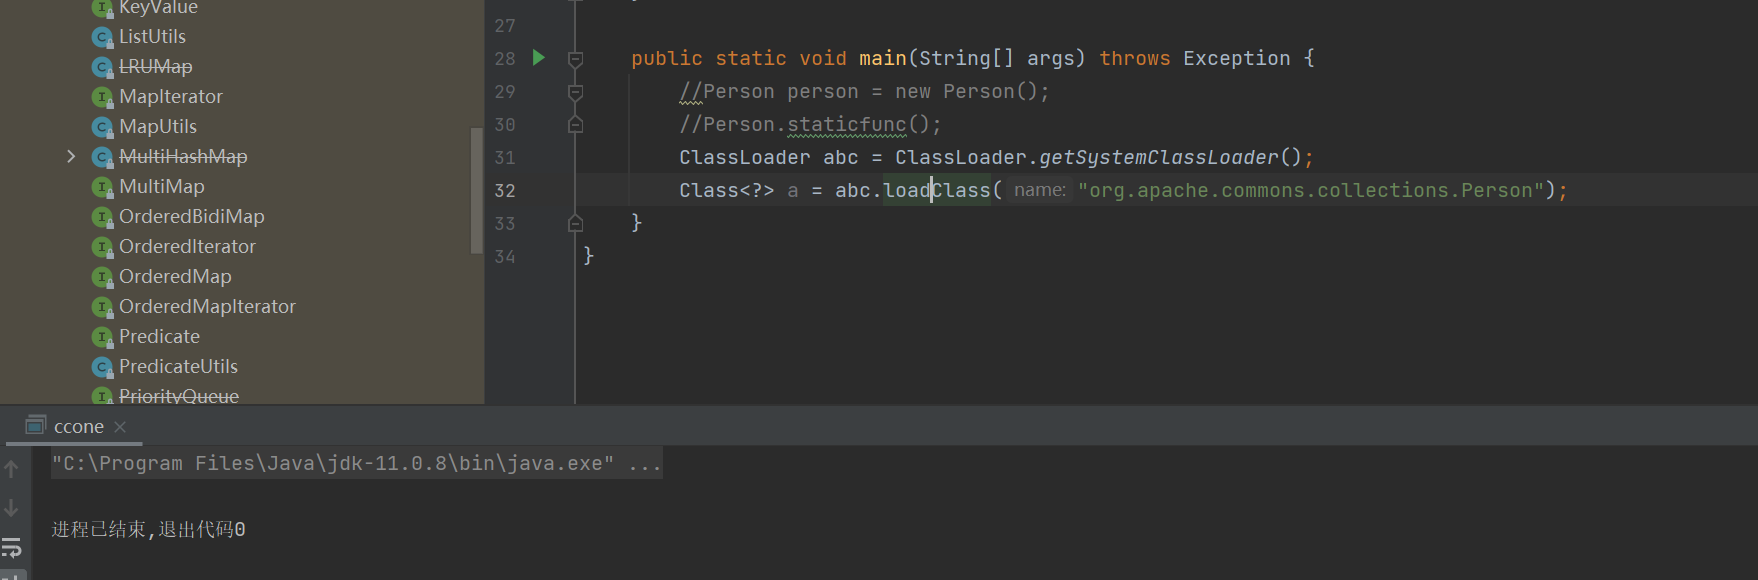 KeyValue
ListUtils
LRUMap
MapIterator
MapUtils
MultiHashMap
MultiMap
OrderedBidiMap
OrderedIterator
OrderedMap
OrderedMapIterator
Predicate
PredicateUtils
PriorityQueue
27
28 public static void main(String[] args) throws Exception {
29 //Person person = new Person();
30 //Person.staticfunc();
31 ClassLoader abc = ClassLoader.getSystemClassLoader();
32 Class<?> a = abc.loadClass( name: "org.apache.commons.collections.Person");
33 }
34 }
ccone
"C:\Program Files\Java\jdk-11.0.8\bin\java.exe" ...
进程已结束,退出代码0